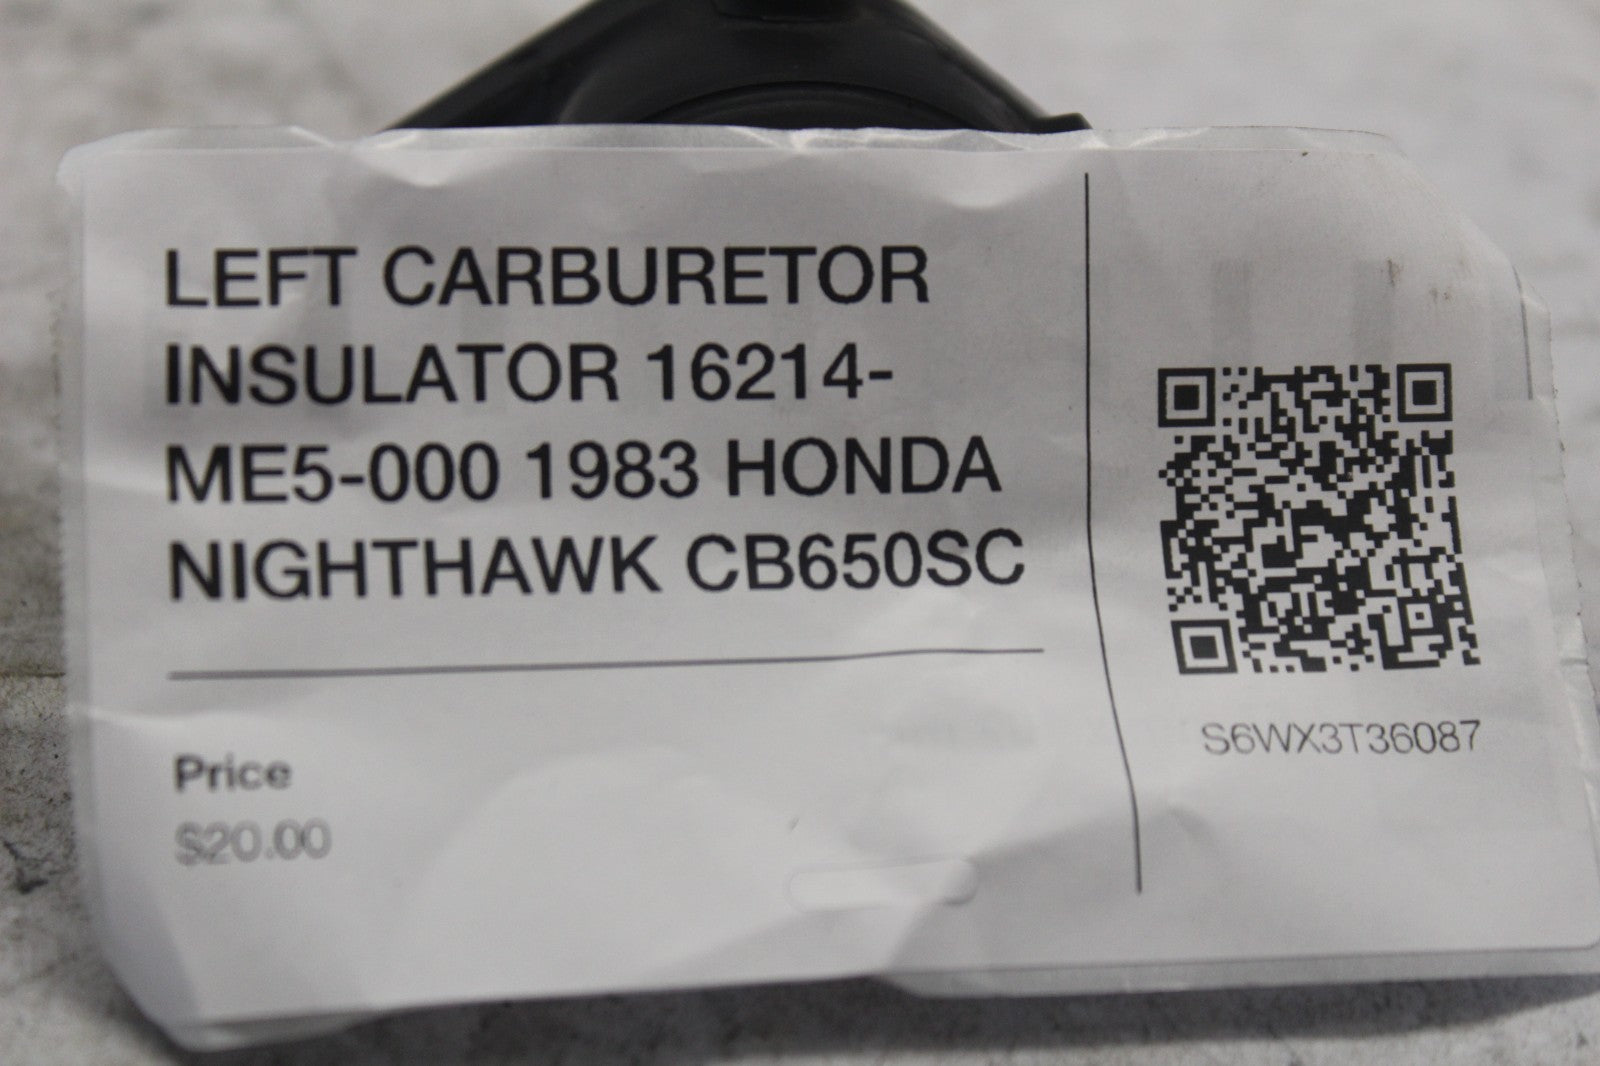 LEFT CARBURETOR
INSULATOR 16214-
ME5-000 1983 HONDA
NIGHTHAWK CB650SC
Price
$20.00
S6WX3T36087